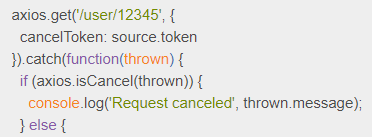 axios.get('/user/12345', {
  cancelToken: source.token
}).catch(function(thrown) {
  if (axios.isCancel(thrown)) {
    console.log('Request canceled', thrown.message);
  } else {